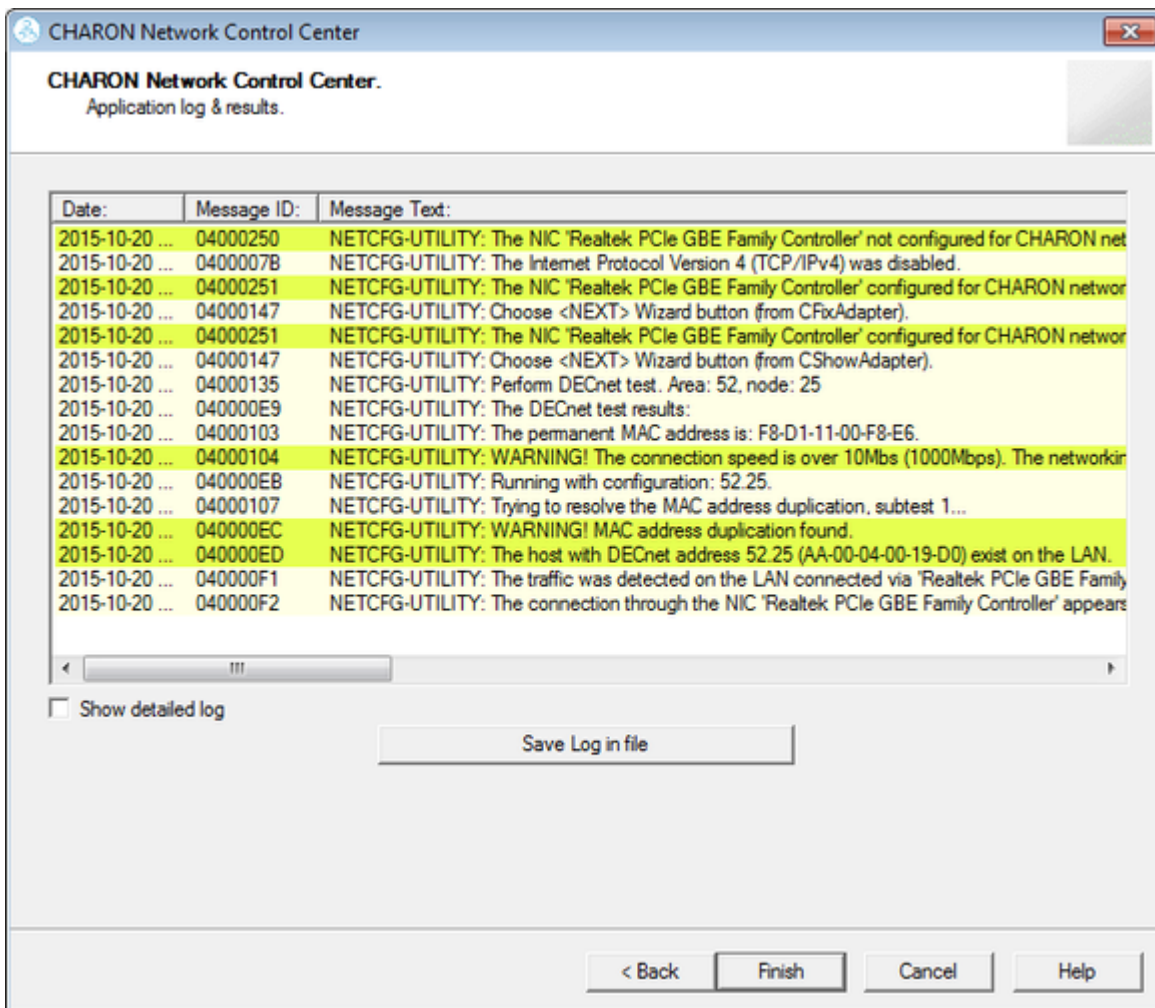 CHARON Network Control Center
CHARON Network Control Center.
Application log & results.
Date: Message ID: Message Text:
2015-10-20 ... 04000250 NETCFG-UTILITY: The NIC 'Realtek PCIe GBE Family Controller' not configured for CHARON net
2015-10-20 ... 0400007B NETCFG-UTILITY: The Internet Protocol Version 4 (TCP/IPv4) was disabled.
2015-10-20 ... 04000251 NETCFG-UTILITY: The NIC 'Realtek PCIe GBE Family Controller' configured for CHARON networ
2015-10-20 ... 04000147 NETCFG-UTILITY: Choose <NEXT> Wizard button (from CFixAdapter).
2015-10-20 ... 04000251 NETCFG-UTILITY: The NIC 'Realtek PCIe GBE Family Controller' configured for CHARON networ
2015-10-20 ... 04000147 NETCFG-UTILITY: Choose <NEXT> Wizard button (from CShowAdapter).
2015-10-20 ... 04000135 NETCFG-UTILITY: Perform DECnet test. Area: 52, node: 25
2015-10-20 ... 040000E9 NETCFG-UTILITY: The DECnet test results:
2015-10-20 ... 04000103 NETCFG-UTILITY: The permanent MAC address is: F8-D1-11-00-F8-E6.
2015-10-20 ... 04000104 NETCFG-UTILITY: WARNING! The connection speed is over 10Mbs (1000Mbps). The networkin
2015-10-20 ... 040000EB NETCFG-UTILITY: Running with configuration: 52.25.
2015-10-20 ... 04000107 NETCFG-UTILITY: Trying to resolve the MAC address duplication, subtest 1...
2015-10-20 ... 040000EC NETCFG-UTILITY: WARNING! MAC address duplication found.
2015-10-20 ... 040000ED NETCFG-UTILITY: The host with DECnet address 52.25 (AA-00-04-00-19-D0) exist on the LAN.
2015-10-20 ... 040000F1 NETCFG-UTILITY: The traffic was detected on the LAN connected via 'Realtek PCIe GBE Family
2015-10-20 ... 040000F2 NETCFG-UTILITY: The connection through the NIC 'Realtek PCIe GBE Family Controller' appears
Show detailed log
Save Log in file
< Back Finish Cancel Help